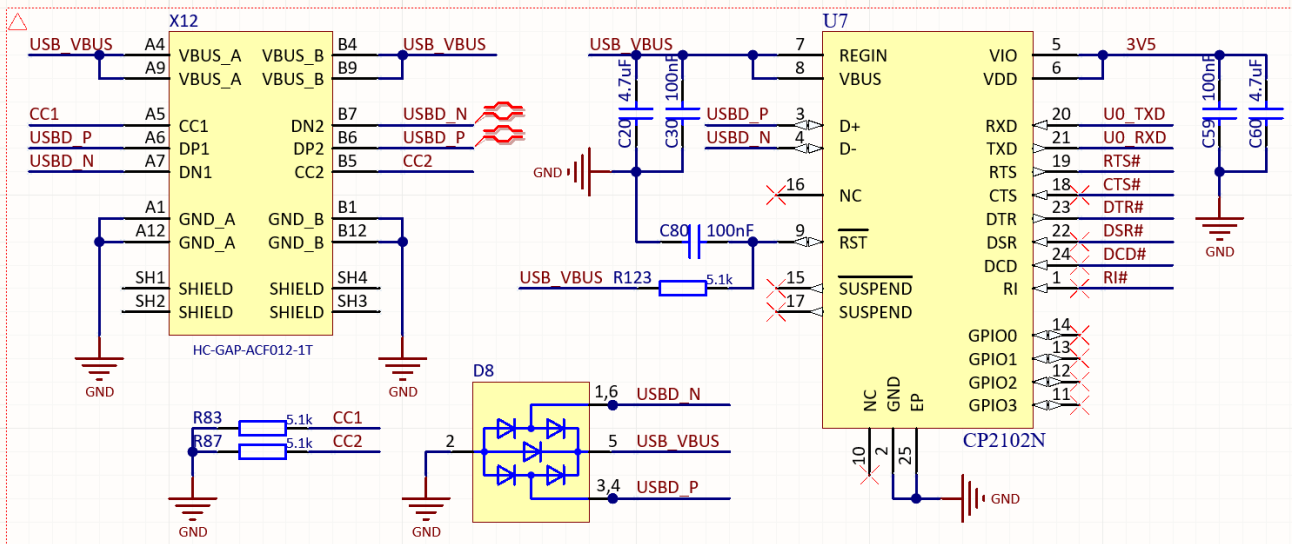 X12
USB_VBUS A4 VBUS_A VBUS_B B4 USB_VBUS
A9 VBUS_A VBUS_B B9
CC1 A5 CC1 DN2 B7 USBD_N
USBD_P A6 DP1 DP2 B6 USBD_P
USBD_N A7 DN1 CC2 B5 CC2
A1 GND_A GND_B B1
A12 GND_A GND_B B12
SH1 SHIELD SHIELD SH4
SH2 SHIELD SHIELD SH3
HC-GAP-ACF012-1T
GND
GND
R83 5.1k CC1
R87 5.1k CC2
GND
D8
1,6 USBD_N
2 5 USB_VBUS
3,4 USBD_P
GND
U7
USB_VBUS 7 REGIN VIO 5 3V5
8 VBUS VDD 6
C20 4.7uF
C30 100nF
C59 100nF
C60 4.7uF
USBD_P 3 D+ RXD 20 U0_TXD
USBD_N 4 D- TXD 21 U0_RXD
GND
RTS 19 RTS#
16 NC CTS 18 CTS#
DTR 23 DTR#
C80 100nF 9 RST DSR 22 DSR#
GND
DCD 24 DCD#
USB_VBUS R123 5.1k 15 SUSPEND RI 1 RI#
17 SUSPEND
GPIO0 14
GPIO1 13
GPIO2 12
GPIO3 11
NC GND EP
CP2102N
10 2 25
GND